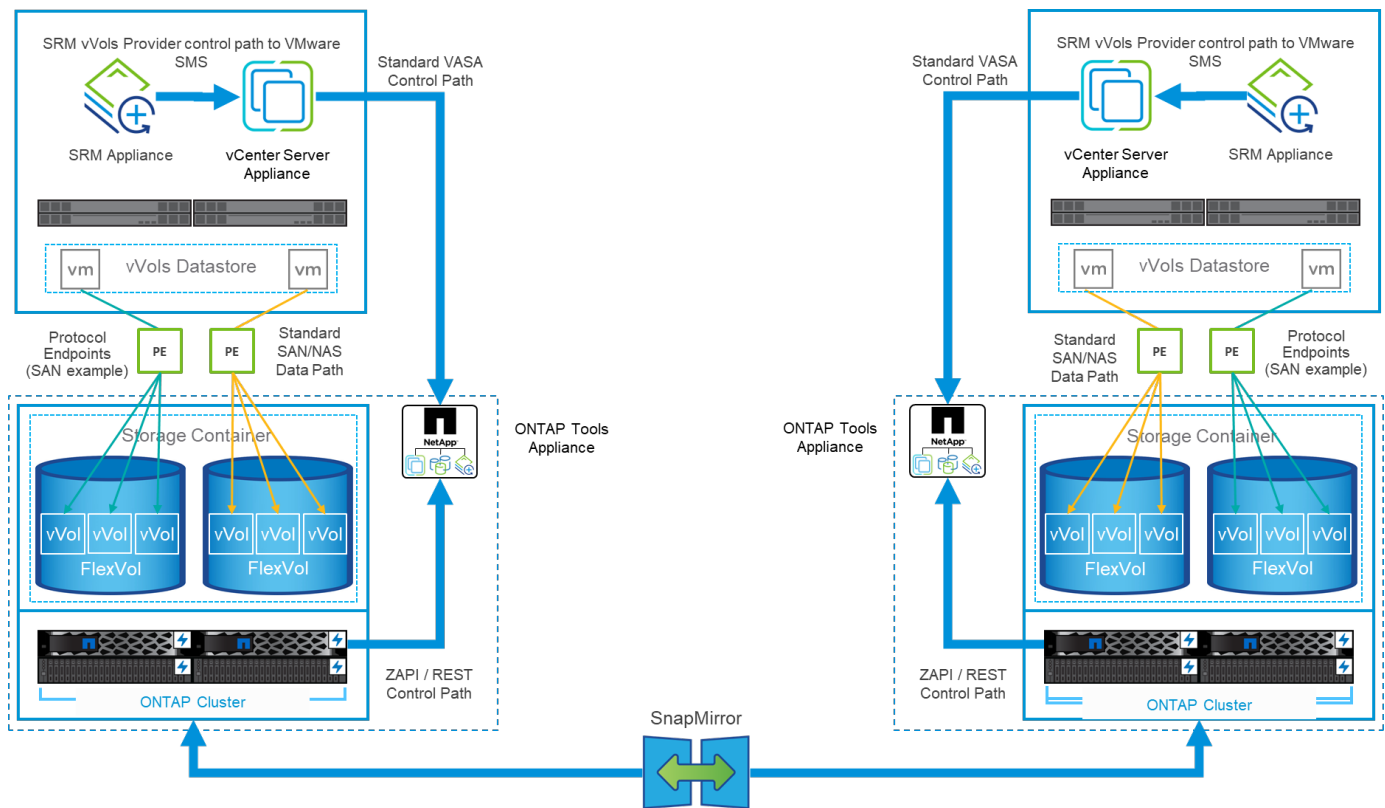 SRM vVols Provider control path to VMware
SMS
SRM Appliance
vCenter Server
Appliance
Standard VASA
Control Path
vm
vVols Datastore
vm
Protocol
Endpoints
(SAN example)
PE
PE
Standard
SAN/NAS
Data Path
Storage Container
vVol
vVol
vVol
FlexVol
vVol
vVol
vVol
FlexVol
NetApp
ONTAP Tools
Appliance
ONTAP Cluster
ZAPI / REST
Control Path
SnapMirror
Standard VASA
Control Path
SRM vVols Provider control path to VMware
SMS
vCenter Server
Appliance
SRM Appliance
vm
vVols Datastore
vm
Standard
SAN/NAS
Data Path
PE
PE
Protocol
Endpoints
(SAN example)
ONTAP Tools
Appliance
NetApp
Storage Container
vVol
vVol
vVol
FlexVol
vVol
vVol
vVol
FlexVol
ZAPI / REST
Control Path
ONTAP Cluster